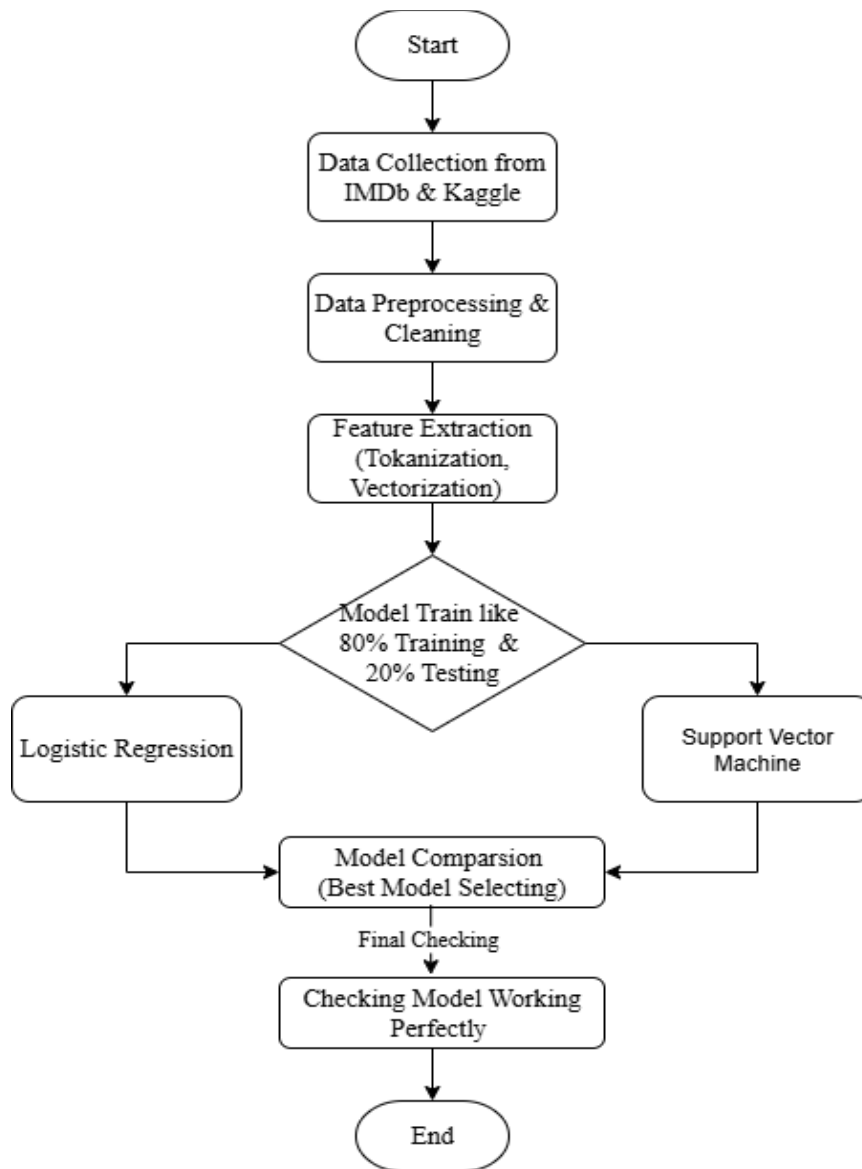 Start
Data Collection from
IMDb & Kaggle
Data Preprocessing &
Cleaning
Feature Extraction
(Tokanization,
Vectorization)
Model Train like
80% Training &
20% Testing
Logistic Regression
Support Vector
Machine
Model Comparsion
(Best Model Selecting)
Final Checking
Checking Model Working
Perfectly
End